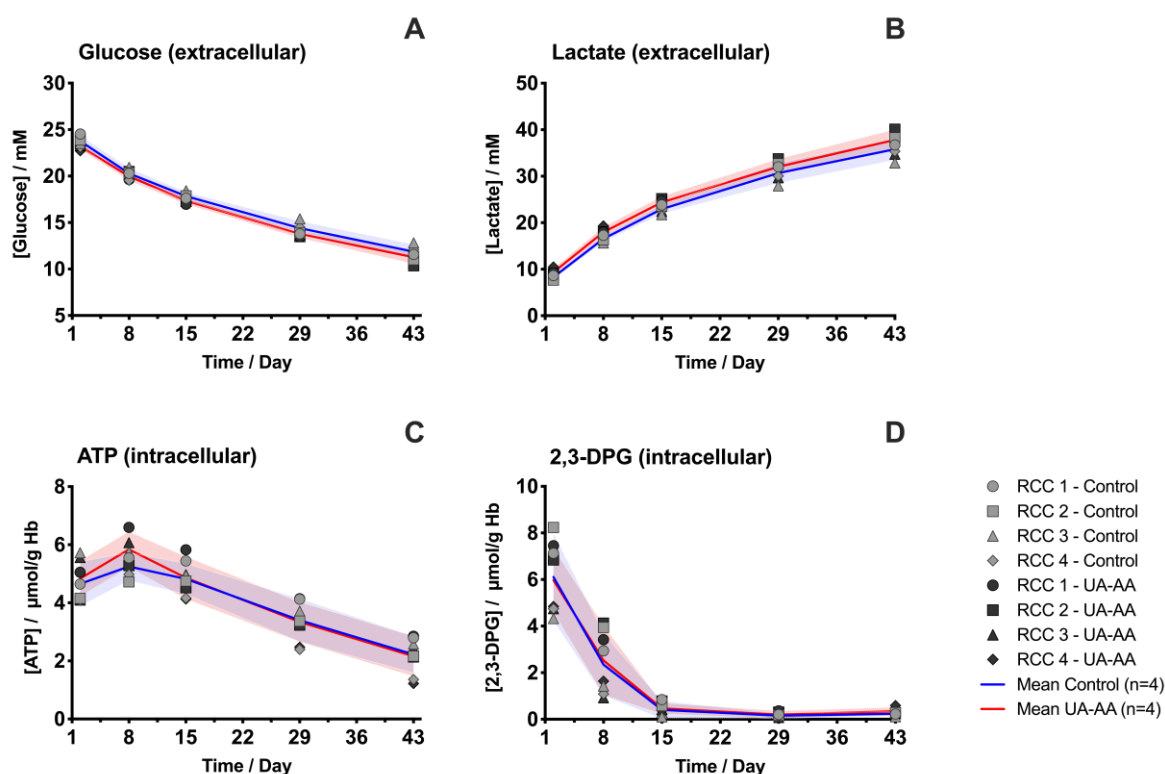 A
Glucose (extracellular)
[Glucose] / mM
30
25
20
15
10
5
1 8 15 22 29 36 43
Time / Day
B
Lactate (extracellular)
[Lactate] / mM
50
40
30
20
10
0
1 8 15 22 29 36 43
Time / Day
C
ATP (intracellular)
[ATP] / µmol/g Hb
8
6
4
2
0
1 8 15 22 29 36 43
Time / Day
D
2,3-DPG (intracellular)
[2,3-DPG] / µmol/g Hb
10
8
6
4
2
0
1 8 15 22 29 36 43
Time / Day
RCC 1 - Control
RCC 2 - Control
RCC 3 - Control
RCC 4 - Control
RCC 1 - UA-AA
RCC 2 - UA-AA
RCC 3 - UA-AA
RCC 4 - UA-AA
Mean Control (n=4)
Mean UA-AA (n=4)